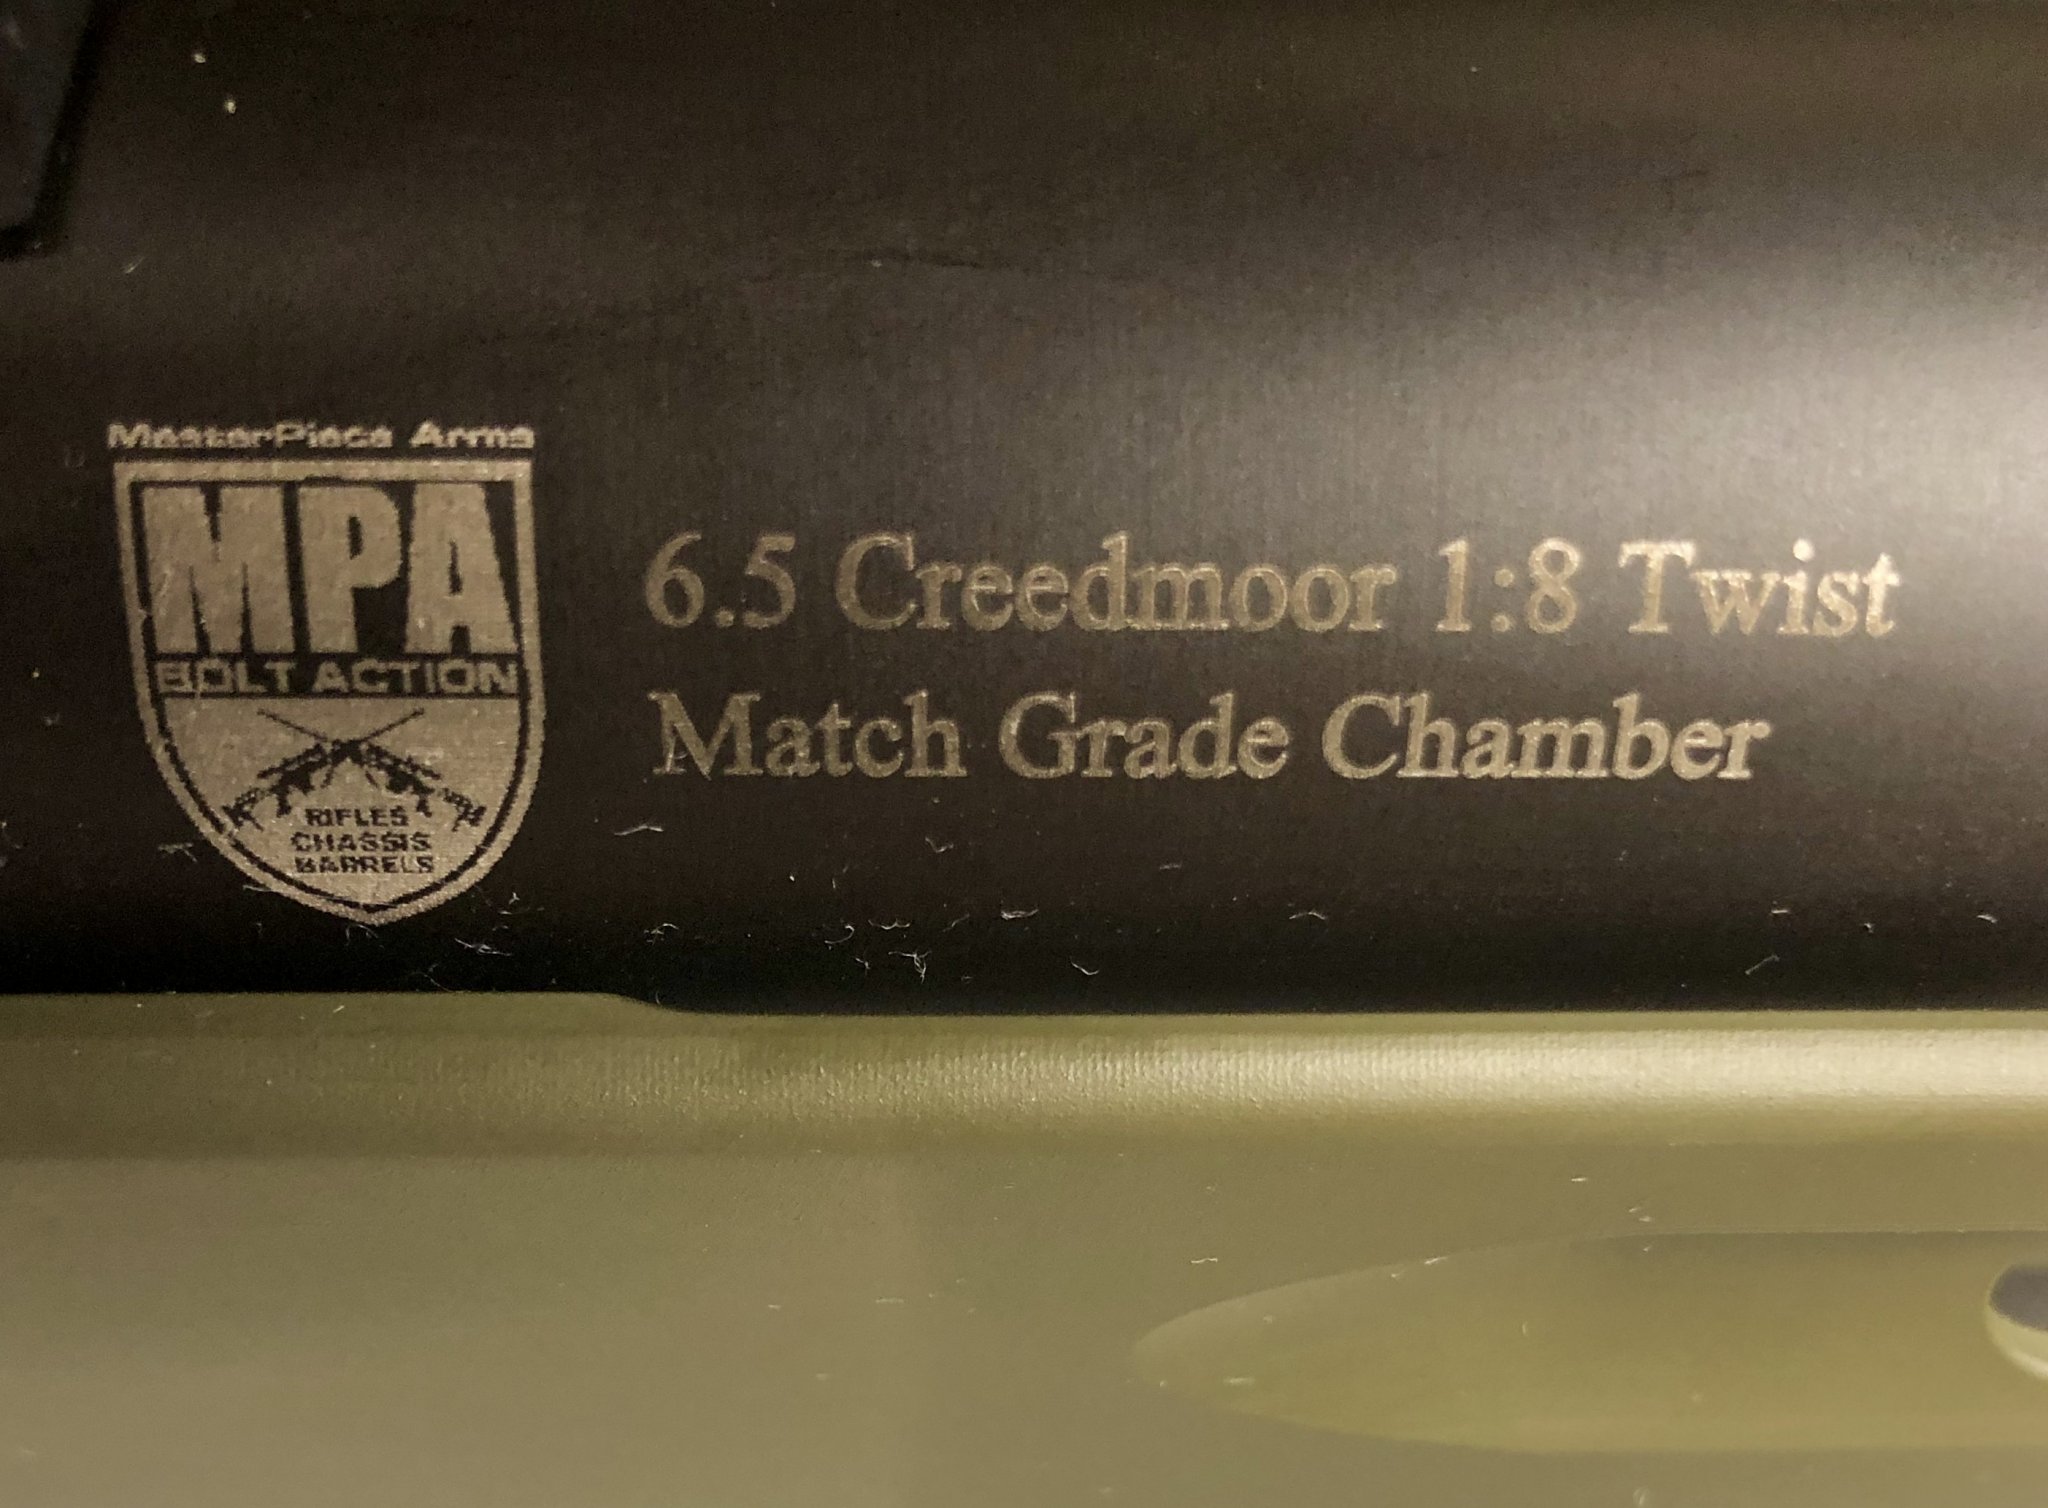 MasterPiece Arms
MPA
BOLT ACTION
RIFLES
CHASSIS
BARRELS
6.5 Creedmoor 1:8 Twist
Match Grade Chamber